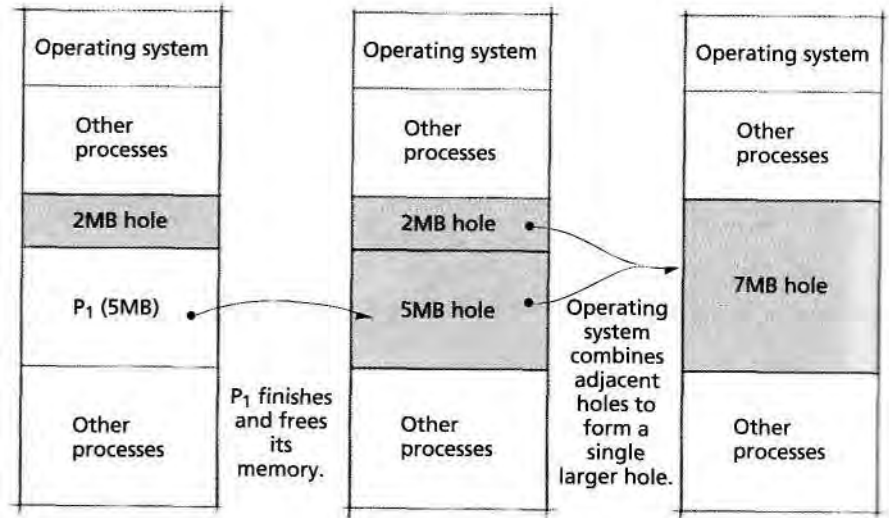 Operating system
Other
processes
2MB hole
P1 (5MB)
Other
processes
P1 finishes
and frees
its
memory.
Operating system
Other
processes
2MB hole
5MB hole
Other
processes
Operating
system
combines
adjacent
holes to
form a
single
larger hole.
Operating system
Other
processes
7MB hole
Other
processes